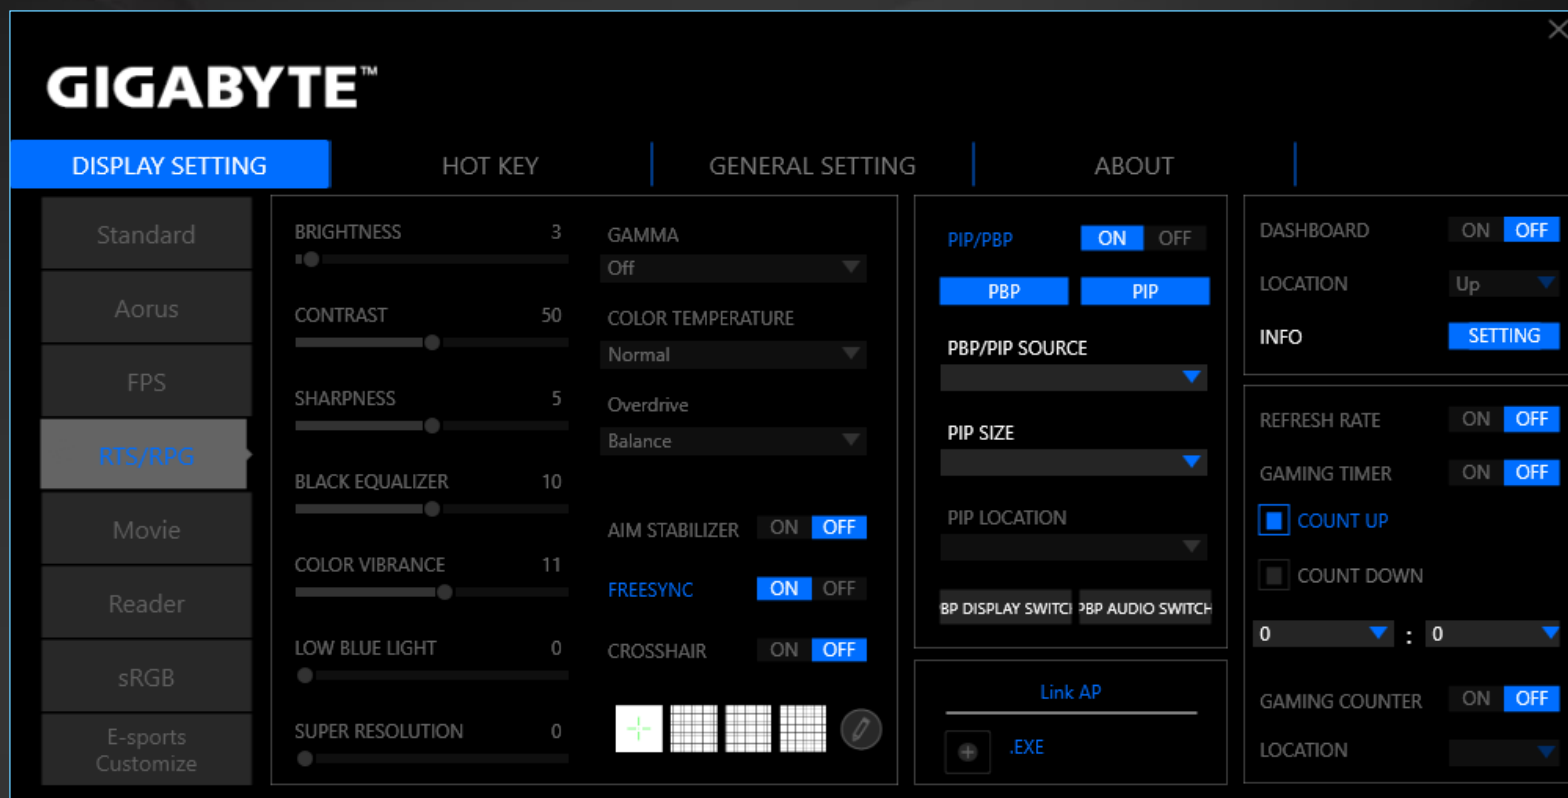 GIGABYTE™
DISPLAY SETTING
HOT KEY
GENERAL SETTING
ABOUT
Standard
Aorus
FPS
RTS/RPG
Movie
Reader
sRGB
E-sports
Customize
BRIGHTNESS 3
CONTRAST 50
SHARPNESS 5
BLACK EQUALIZER 10
COLOR VIBRANCE 11
LOW BLUE LIGHT 0
SUPER RESOLUTION 0
GAMMA
Off
COLOR TEMPERATURE
Normal
Overdrive
Balance
AIM STABILIZER ON OFF
FREESYNC ON OFF
CROSSHAIR ON OFF
PIP/PBP ON OFF
PBP PIP
PBP/PIP SOURCE
PIP SIZE
PIP LOCATION
BP DISPLAY SWITC PBP AUDIO SWITCH
Link AP
.EXE
DASHBOARD ON OFF
LOCATION Up
INFO SETTING
REFRESH RATE ON OFF
GAMING TIMER ON OFF
COUNT UP
COUNT DOWN
0 : 0
GAMING COUNTER ON OFF
LOCATION